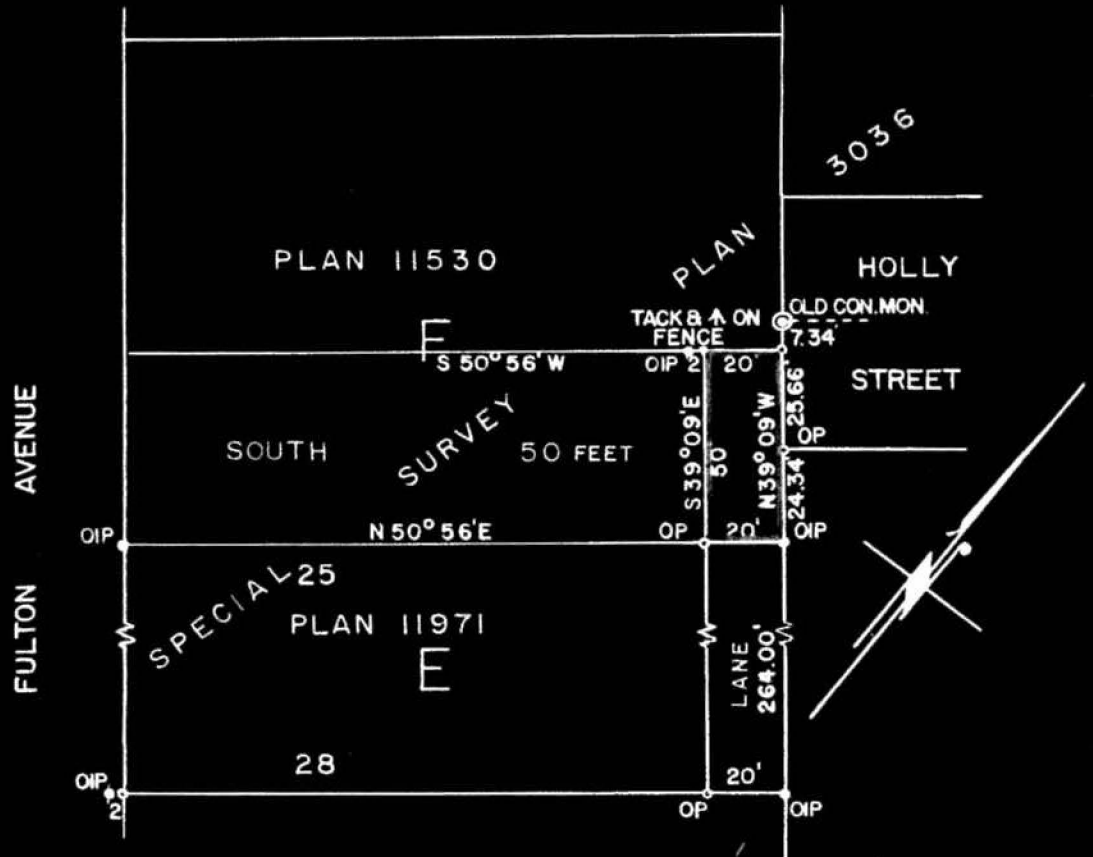 3036
PLAN 11530
PLAN
HOLLY
STREET
OLD CON. MON.
TACK & ↑ ON
FENCE
7.34'
F
S 50° 56' W
OIP 2
20'
25.66'
S 39° 09' E
50
N 39° 09' W
OP
24.34'
SOUTH
SURVEY
50 FEET
FULTON AVENUE
OIP
N 50° 56' E
OP
20'
OIP
25
SPECIAL
PLAN 11971
E
LANE
264.00'
28
20'
OIP
2
OP
OIP